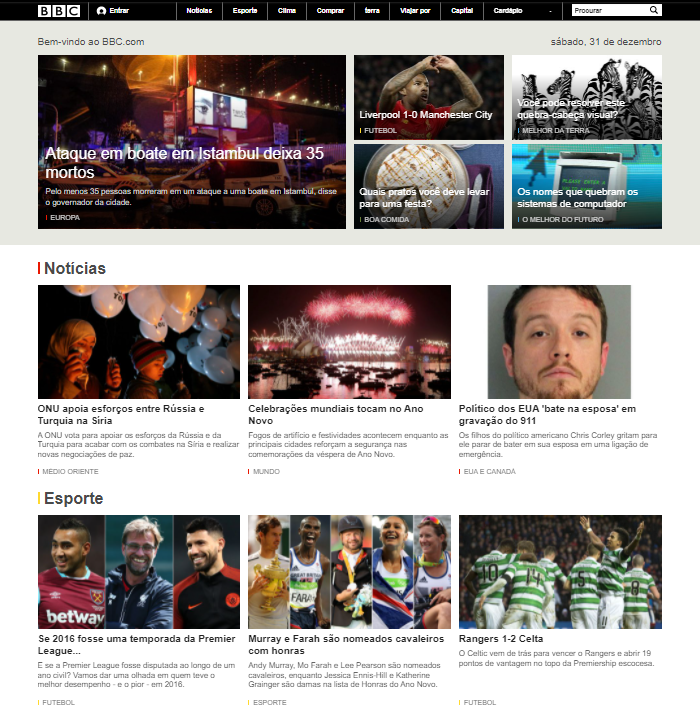 BBC Entrar Notícias Esporte Clima Comprar terra Viajar por Capital Cardápio Procurar
Bem-vindo ao BBC.com
sábado, 31 de dezembro
Ataque em boate em Istambul deixa 35
mortos
Pelo menos 35 pessoas morreram em um ataque a uma boate em Istambul, disse
o governador da cidade.
EUROPA
Liverpool 1-0 Manchester City
FUTEBOL
Você pode resolver este
quebra-cabeça visual?
MELHOR DA TERRA
Quais pratos você deve levar
para uma festa?
BOA COMIDA
Os nomes que quebram os
sistemas de computador
O MELHOR DO FUTURO
Notícias
ONU apoia esforços entre Rússia e
Turquia na Síria
A ONU vota para apoiar os esforços da Rússia e da
Turquia para acabar com os combates na Síria e realizar
novas negociações de paz.
MÉDIO ORIENTE
Celebrações mundiais tocam no Ano
Novo
Fogos de artifício e festividades acontecem enquanto as
principais cidades reforçam a segurança nas
comemorações da véspera de Ano Novo.
MUNDO
Político dos EUA 'bate na esposa' em
gravação do 911
Os filhos do político americano Chris Corley gritam para
ele parar de bater em sua esposa em uma ligação de
emergência.
EUA E CANADÁ
Esporte
betway
FARAH
10
14
8
6
Se 2016 fosse uma temporada da Premier
League...
E se a Premier League fosse disputada ao longo de um
ano civil? Vamos dar uma olhada em quem teve o
melhor desempenho - e o pior - em 2016.
FUTEBOL
Murray e Farah são nomeados cavaleiros
com honras
Andy Murray, Mo Farah e Lee Pearson são nomeados
cavaleiros, enquanto Jessica Ennis-Hill e Katherine
Grainger são damas na lista de Honras do Ano Novo.
ESPORTE
Rangers 1-2 Celta
O Celtic vem de trás para vencer o Rangers e abrir 19
pontos de vantagem no topo da Premiership escocesa.
FUTEBOL